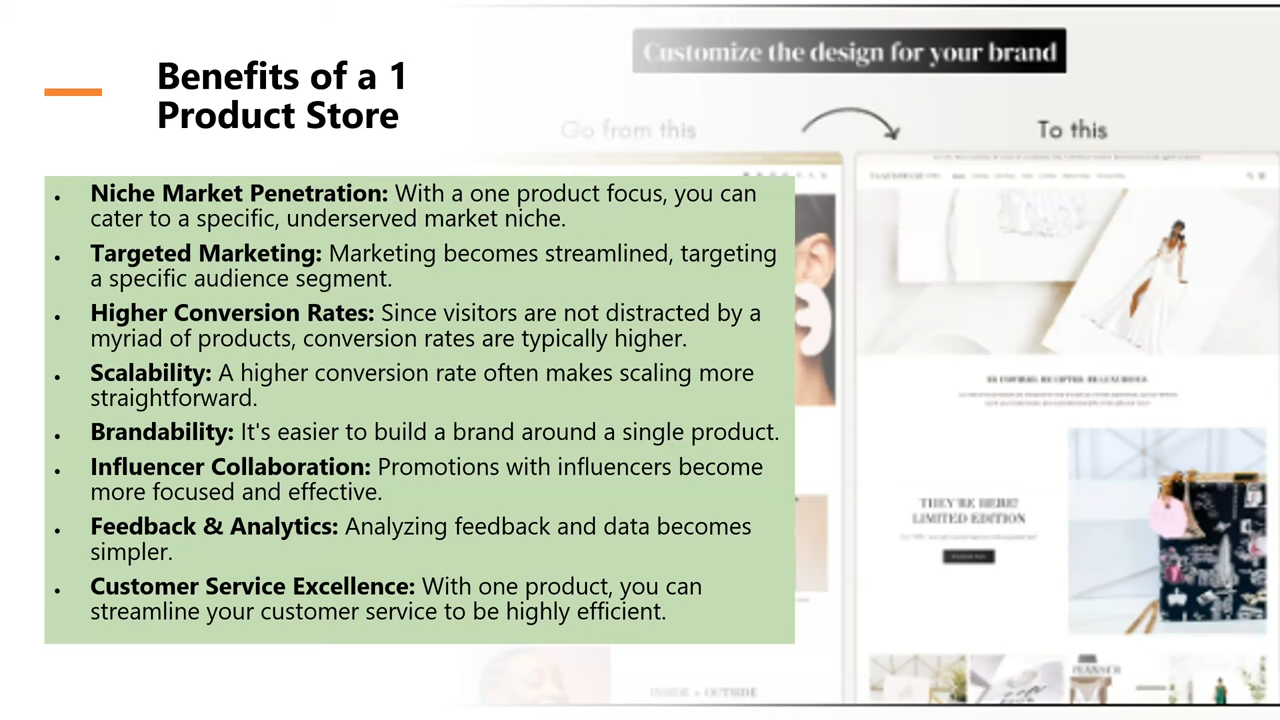 Benefits of a 1
Product Store
Customize the design for your brand
Go from this
To this
• Niche Market Penetration: With a one product focus, you can
cater to a specific, underserved market niche.
• Targeted Marketing: Marketing becomes streamlined, targeting
a specific audience segment.
• Higher Conversion Rates: Since visitors are not distracted by a
myriad of products, conversion rates are typically higher.
• Scalability: A higher conversion rate often makes scaling more
straightforward.
• Brandability: It's easier to build a brand around a single product.
• Influencer Collaboration: Promotions with influencers become
more focused and effective.
• Feedback & Analytics: Analyzing feedback and data becomes
simpler.
• Customer Service Excellence: With one product, you can
streamline your customer service to be highly efficient.
THEY'RE HERE!
LIMITED EDITION
PLANNER
INSIDE + OUTSIDE